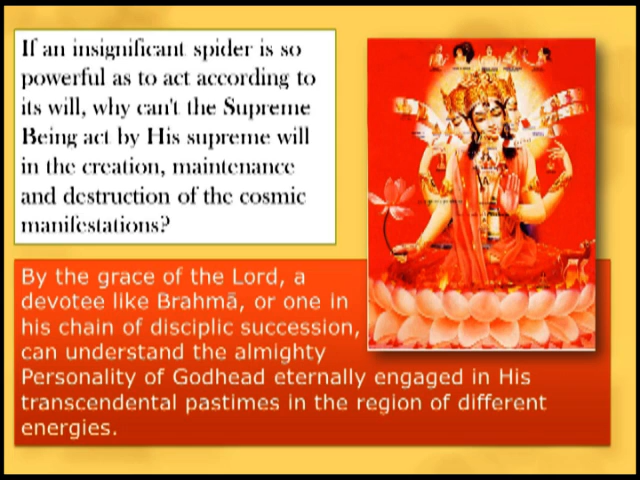 If an insignificant spider is so
powerful as to act according to
its will, why can't the Supreme
Being act by His supreme will
in the creation, maintenance
and destruction of the cosmic
manifestations?
By the grace of the Lord, a
devotee like Brahmā, or one in
his chain of disciplic succession,
can understand the almighty
Personality of Godhead eternally engaged in His
transcendental pastimes in the region of different
energies.